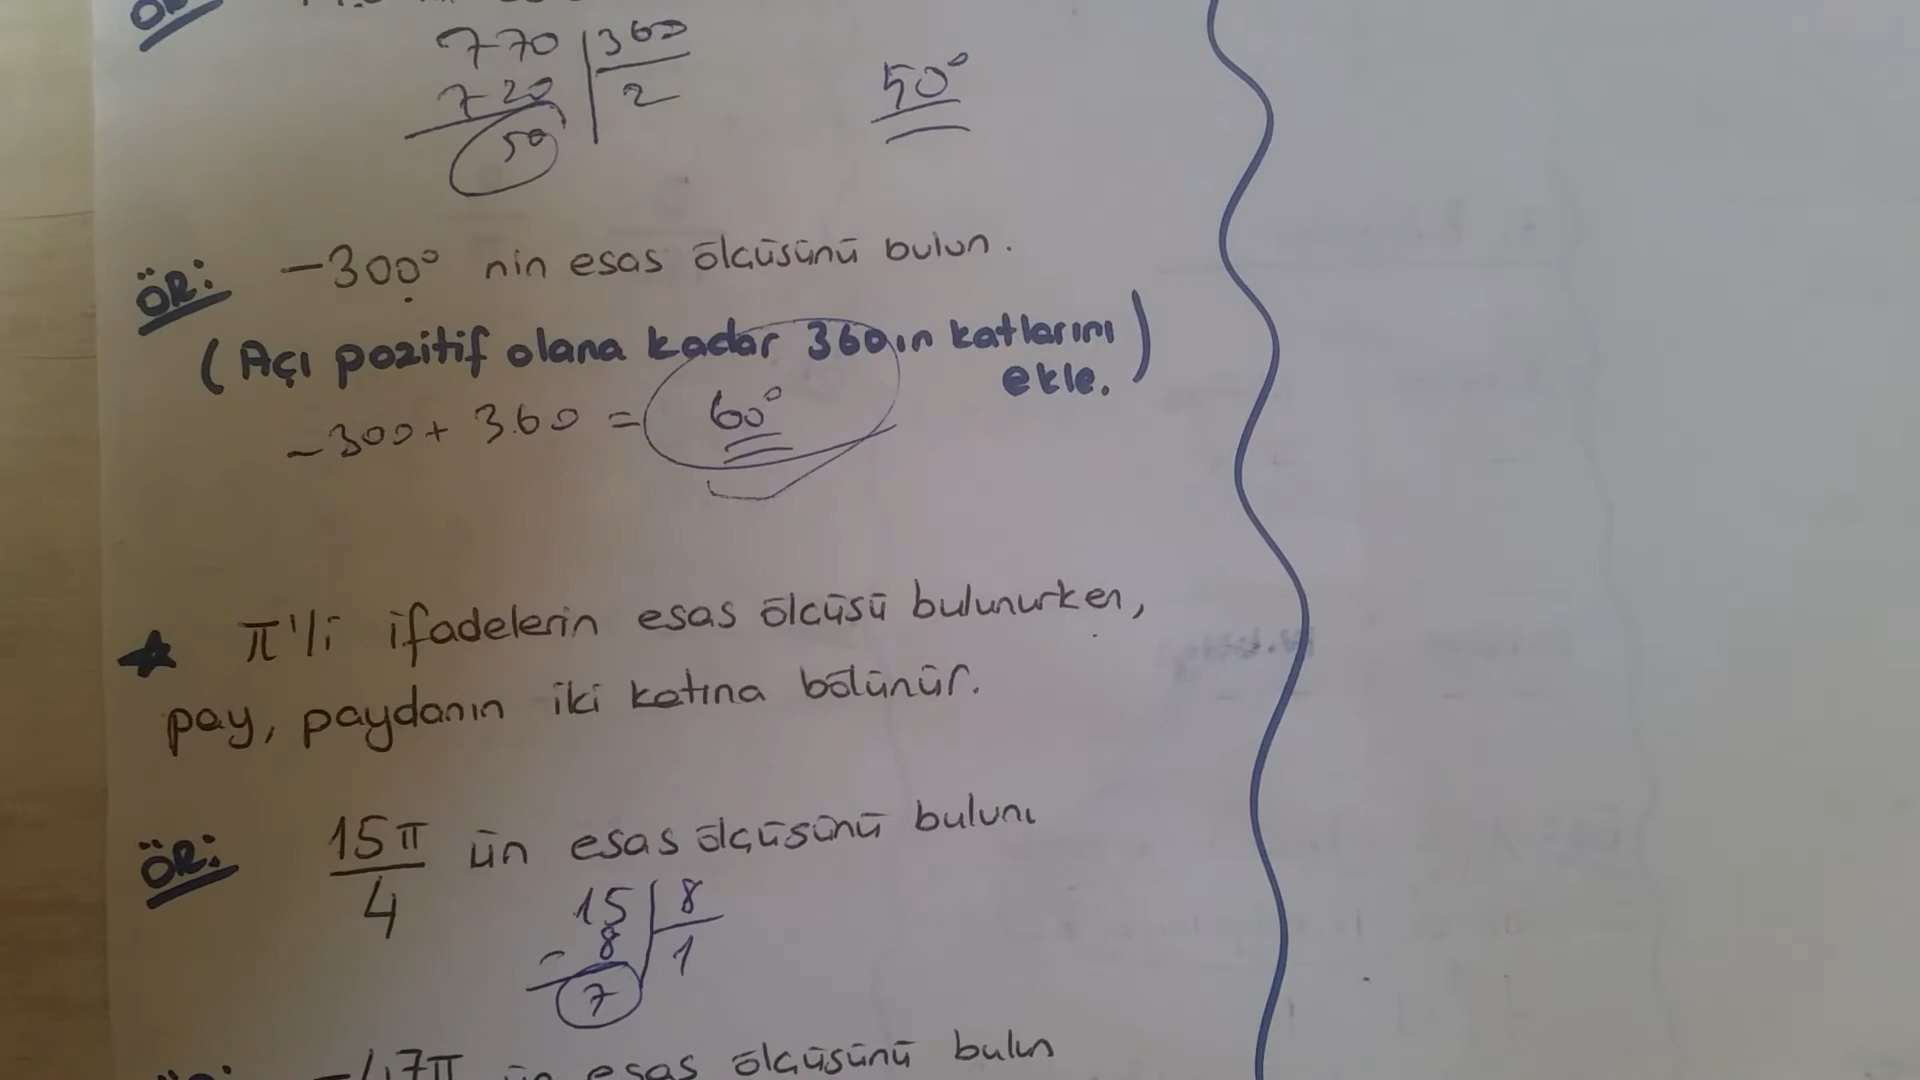 770 | 360
720 | 2
50
50°
ÖR: -300° nin esas ölçüsünü bulun.
(Açı pozitif olana kadar 360ın katlarını
ekle.)
-300 + 360 = 60°
π'li ifadelerin esas ölçüsü bulunurken,
pay, paydanın iki katına bölünür.
ÖR: 15π/4 ün esas ölçüsünü bulun
15 | 8
- 8 | 1
7
π ün esas ölçüsünü bulun